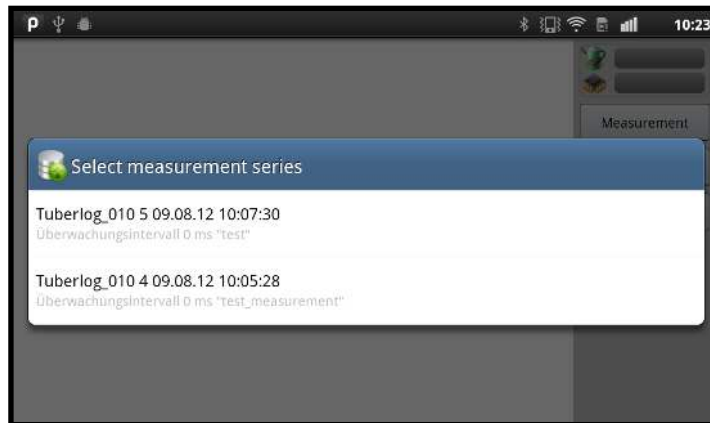 10:23
Measurement
Select measurement series
Tuberlog_010 5 09.08.12 10:07:30
Überwachungsintervall 0 ms "test"
Tuberlog_010 4 09.08.12 10:05:28
Überwachungsintervall 0 ms "test_measurement"